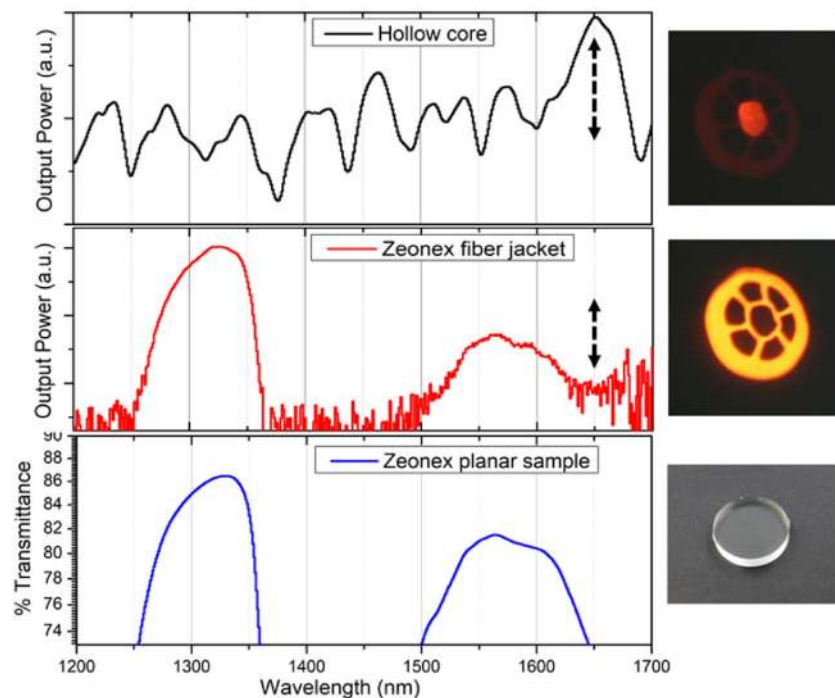 Output Power (a.u.)
Hollow core
Output Power (a.u.)
Zeonex fiber jacket
% Transmittance
90
86
84
82
80
78
76
74
Zeonex planar sample
1200
1300
1400
1500
1600
1700
Wavelength (nm)